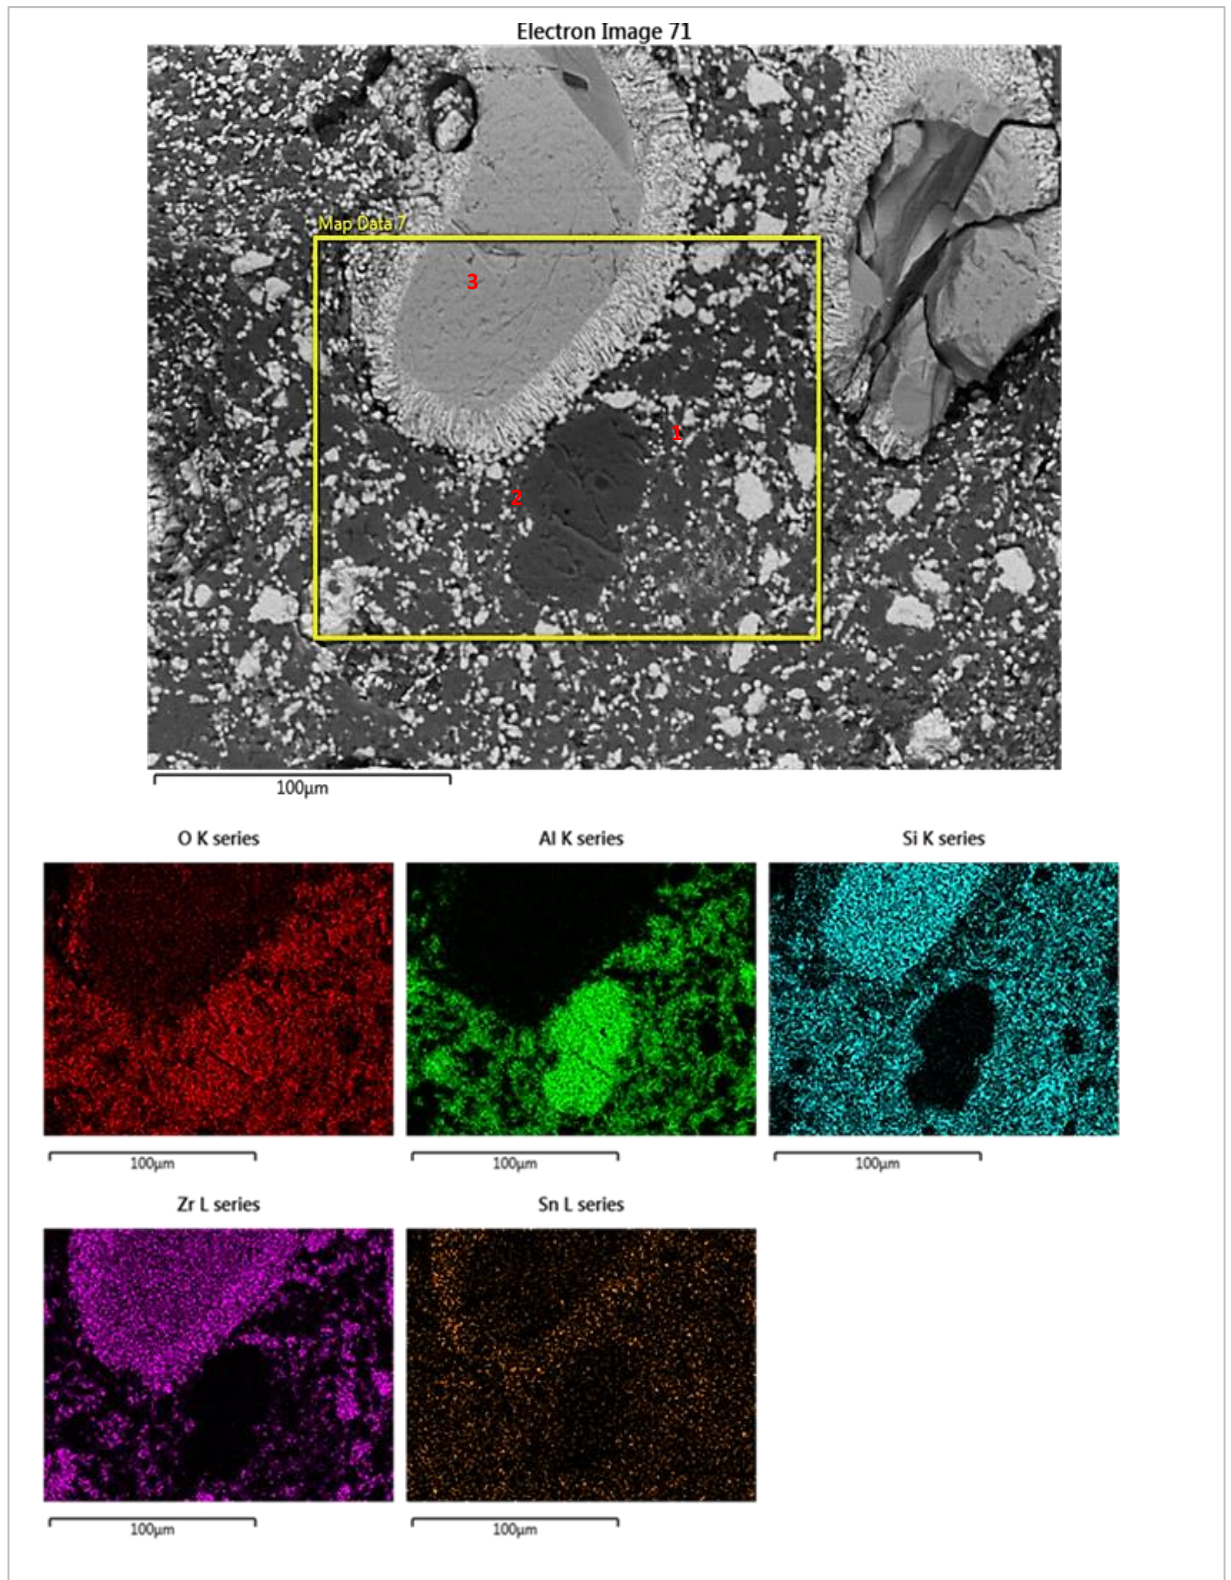 Electron Image 71
Map Data 7
3
1
2
100µm
O K series
Al K series
Si K series
100µm
100µm
100µm
Zr L series
Sn L series
100µm
100µm